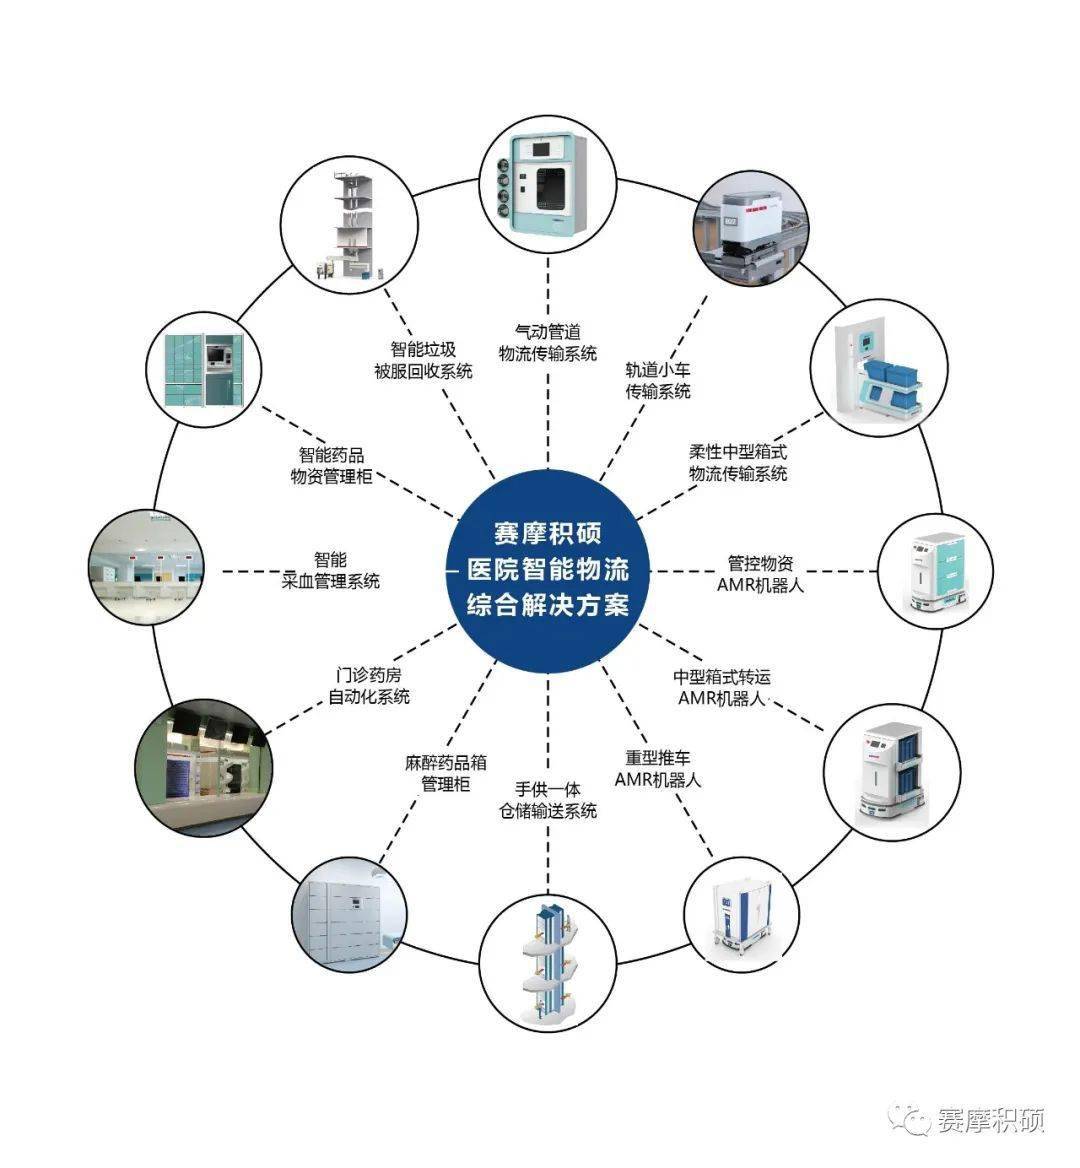 气动管道
物流传输系统
轨道小车
传输系统
柔性中型箱式
物流传输系统
管控物资
AMR机器人
中型箱式转运
AMR机器人
重型推车
AMR机器人
手供一体
仓储输送系统
麻醉药品箱
管理柜
门诊药房
自动化系统
智能
采血管理系统
智能药品
物资管理柜
智能垃圾
被服回收系统
赛摩积硕
医院智能物流
综合解决方案
赛摩积硕